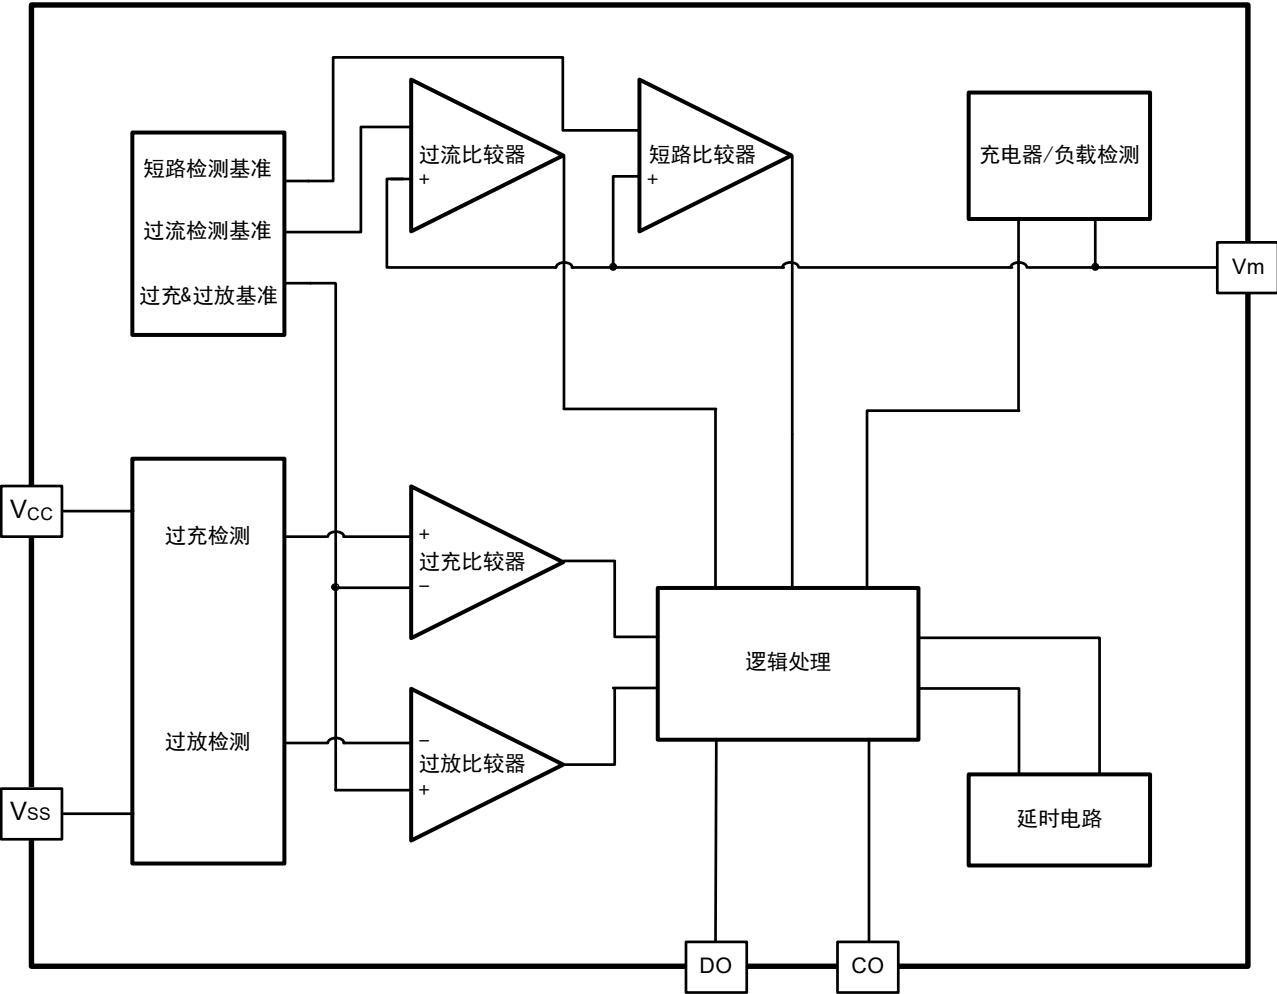 短路检测基准
过流检测基准
过充&过放基准
过流比较器
+
短路比较器
+
充电器/负载检测
Vm
VCC
VSS
过充检测
过放检测
+
过充比较器
−
−
过放比较器
+
逻辑处理
延时电路
DO
CO